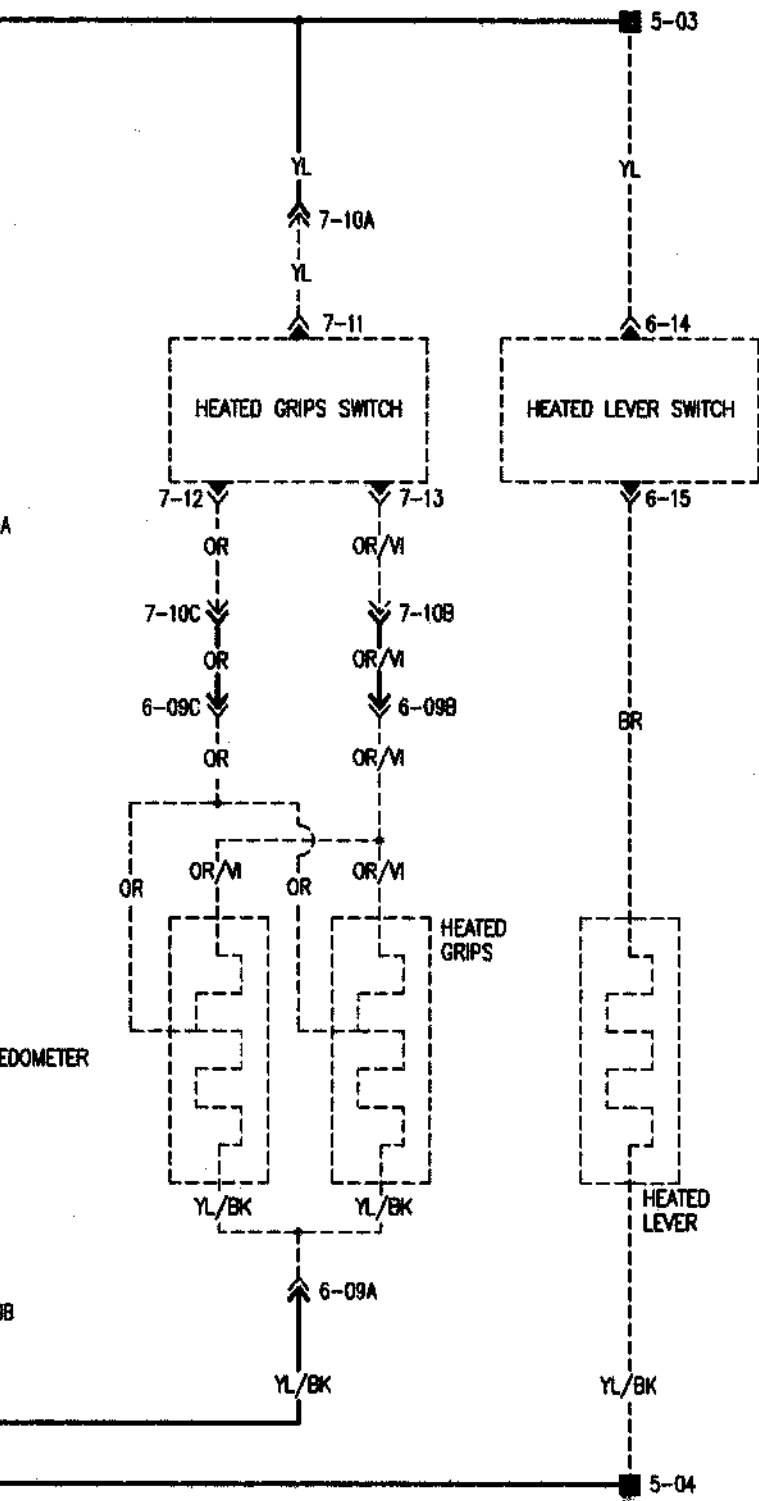 5-03
YL
YL
7-10A
YL
7-11
6-14
HEATED GRIPS SWITCH
HEATED LEVER SWITCH
7-12
7-13
6-15
A
OR
OR/VI
7-10C
7-10B
OR
OR/VI
6-09C
6-09B
BR
OR
OR/VI
OR
OR/VI
OR
OR/VI
HEATED
GRIPS
EDOMETER
YL/BK
YL/BK
HEATED
LEVER
6-09A
YL/BK
YL/BK
5-04